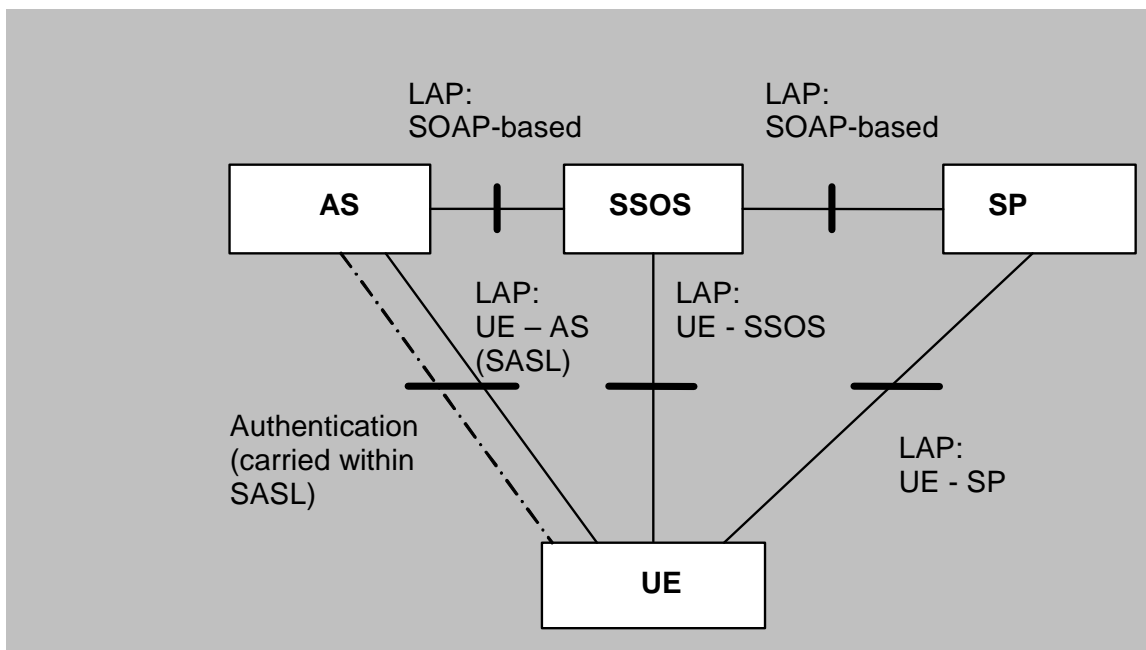 LAP:
SOAP-based
LAP:
SOAP-based
AS
SSOS
SP
LAP:
UE – AS
(SASL)
LAP:
UE - SSOS
Authentication
(carried within
SASL)
LAP:
UE - SP
UE